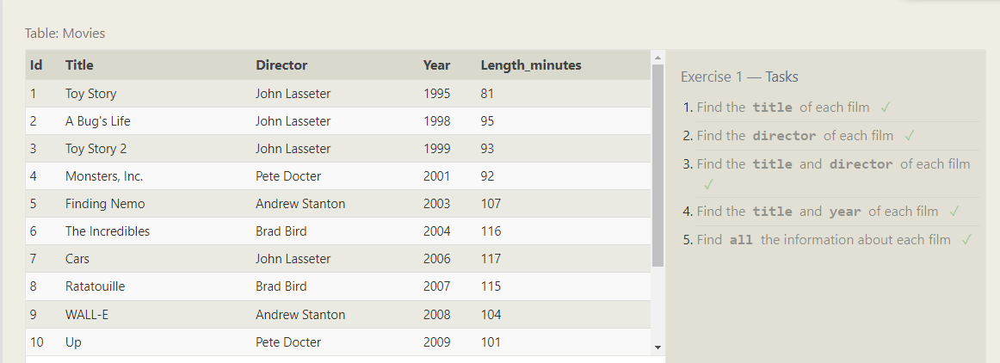 Table: Movies
Id Title Director Year Length_minutes
1 Toy Story John Lasseter 1995 81
2 A Bug's Life John Lasseter 1998 95
3 Toy Story 2 John Lasseter 1999 93
4 Monsters, Inc. Pete Docter 2001 92
5 Finding Nemo Andrew Stanton 2003 107
6 The Incredibles Brad Bird 2004 116
7 Cars John Lasseter 2006 117
8 Ratatouille Brad Bird 2007 115
9 WALL-E Andrew Stanton 2008 104
10 Up Pete Docter 2009 101
Exercise 1 — Tasks
1. Find the title of each film ✓
2. Find the director of each film ✓
3. Find the title and director of each film
✓
4. Find the title and year of each film ✓
5. Find all the information about each film ✓